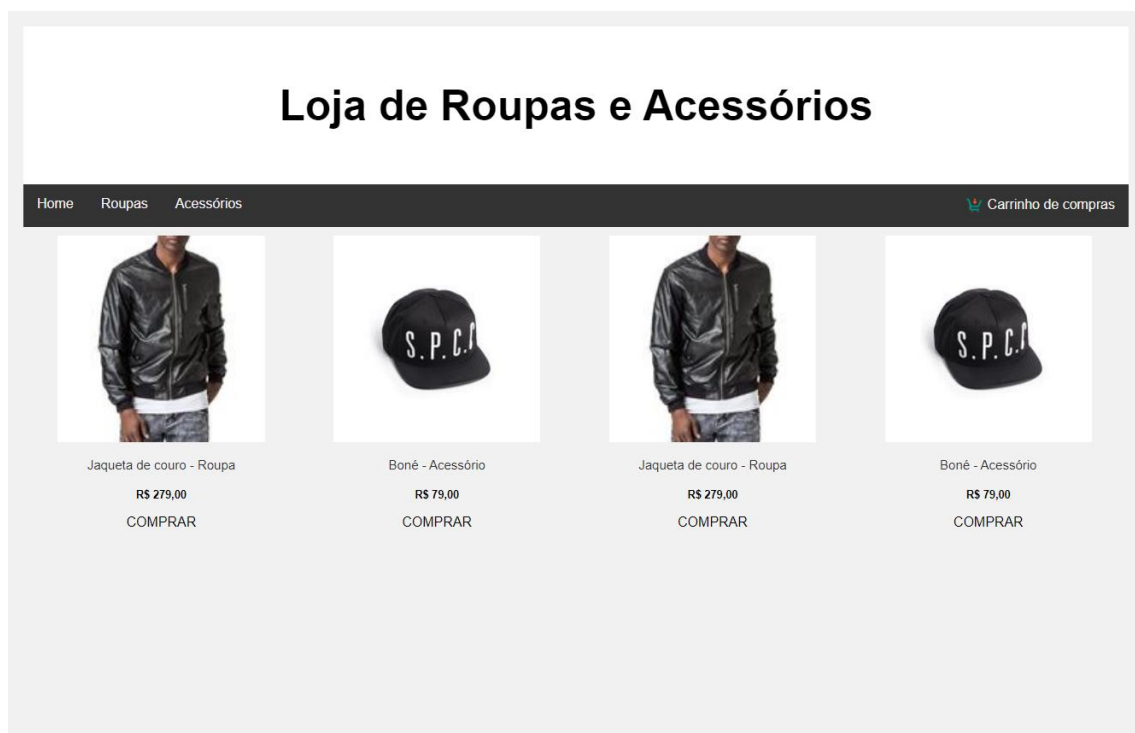 Loja de Roupas e Acessórios
Home Roupas Acessórios Carrinho de compras
S.P.C.C S.P.C.C
Jaqueta de couro - Roupa Boné - Acessório Jaqueta de couro - Roupa Boné - Acessório
R$ 279,00 R$ 79,00 R$ 279,00 R$ 79,00
COMPRAR COMPRAR COMPRAR COMPRAR